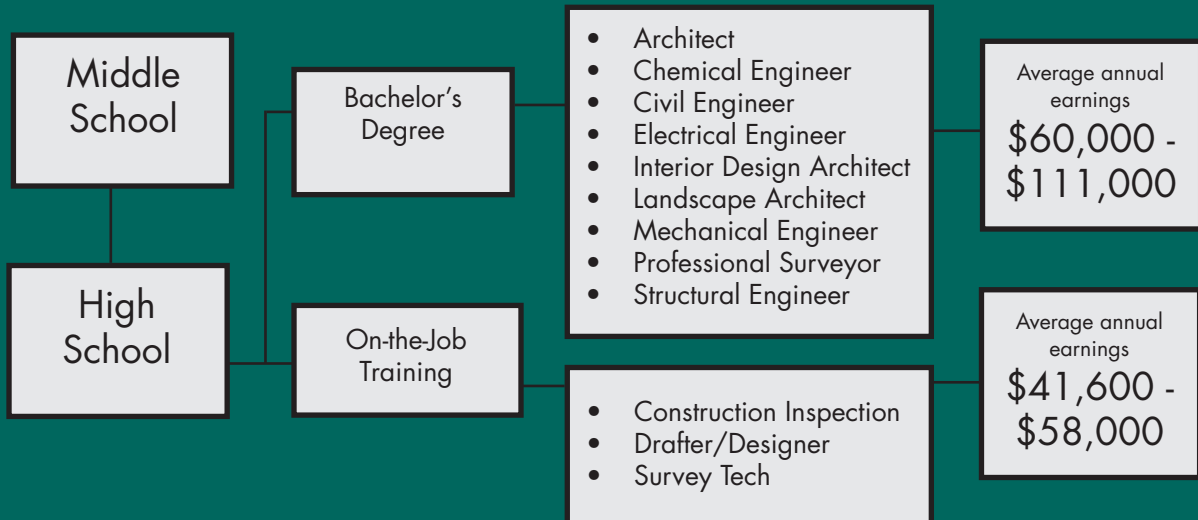 Middle
School
High
School
Bachelor's
Degree
On-the-Job
Training
• Architect
• Chemical Engineer
• Civil Engineer
• Electrical Engineer
• Interior Design Architect
• Landscape Architect
• Mechanical Engineer
• Professional Surveyor
• Structural Engineer
• Construction Inspection
• Drafter/Designer
• Survey Tech
Average annual
earnings
$60,000 -
$111,000
Average annual
earnings
$41,600 -
$58,000